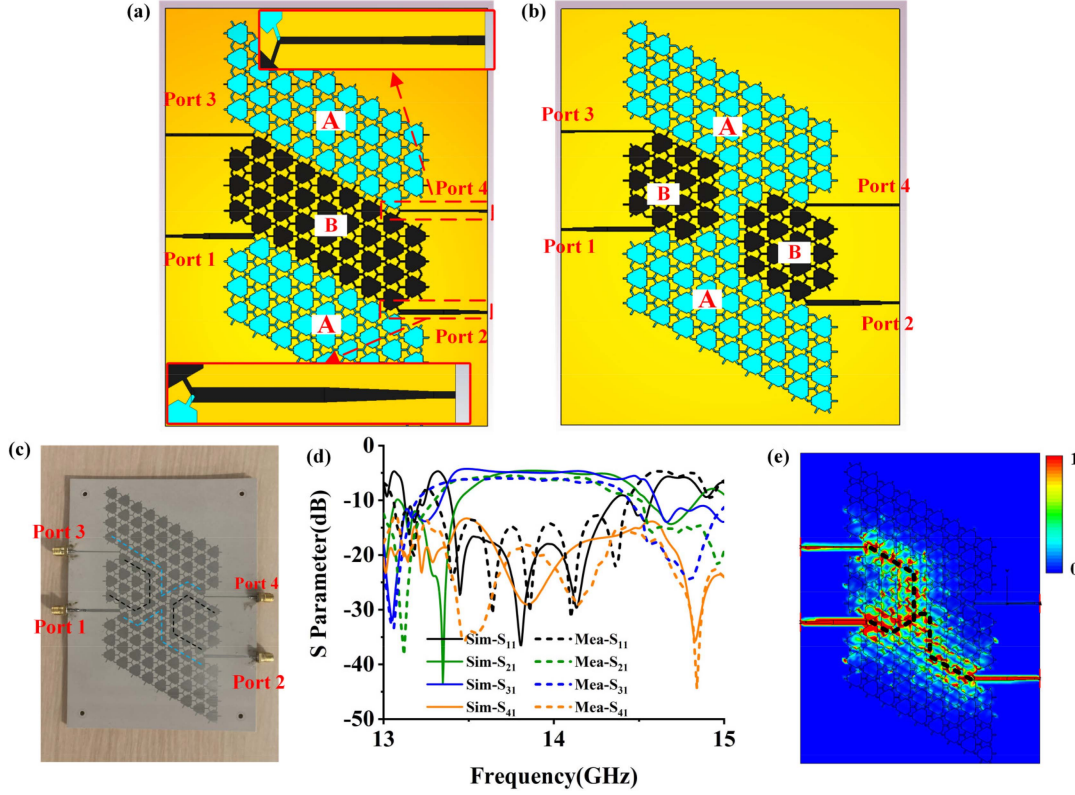 (a)
Port 3
A
Port 4
B
Port 1
A
Port 2
(b)
Port 3
A
B
Port 4
Port 1
B
A
Port 2
(c)
Port 3
Port 4
Port 1
Port 2
(d)
0
-10
-20
-30
-40
-50
S Parameter(dB)
Sim-S11 Mea-S11
Sim-S21 Mea-S21
Sim-S31 Mea-S31
Sim-S41 Mea-S41
13 14 15
Frequency(GHz)
(e)
1
0